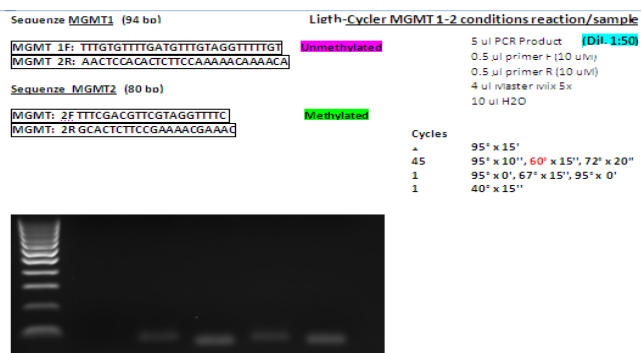 Sequenze MGMT1 (94 bp)
MGMT 1F: TTTGTGTTTTGATGTTTGTAGGTTTTTGT Unmethylated
MGMT 2R: AACTCCACACTCTTCCAAAAACAAAACA
Sequenze MGMT2 (80 bp)
MGMT: 2F TTTCGACGTTCGTAGGTTTTC Methylated
MGMT: 2R GCACTCTTCCGAAAACGAAAC
Ligth-Cycler MGMT 1-2 conditions reaction/sample
5 ul PCR Product (Dil. 1:50)
0.5 µl primer F (10 uM)
0.5 µl primer R (10 uM)
4 ul Master Mix 5x
10 ul H2O
Cycles
1 95° x 15'
45 95° x 10'', 60° x 15'', 72° x 20"
1 95° x 0', 67° x 15'', 95° x 0'
1 40° x 15''